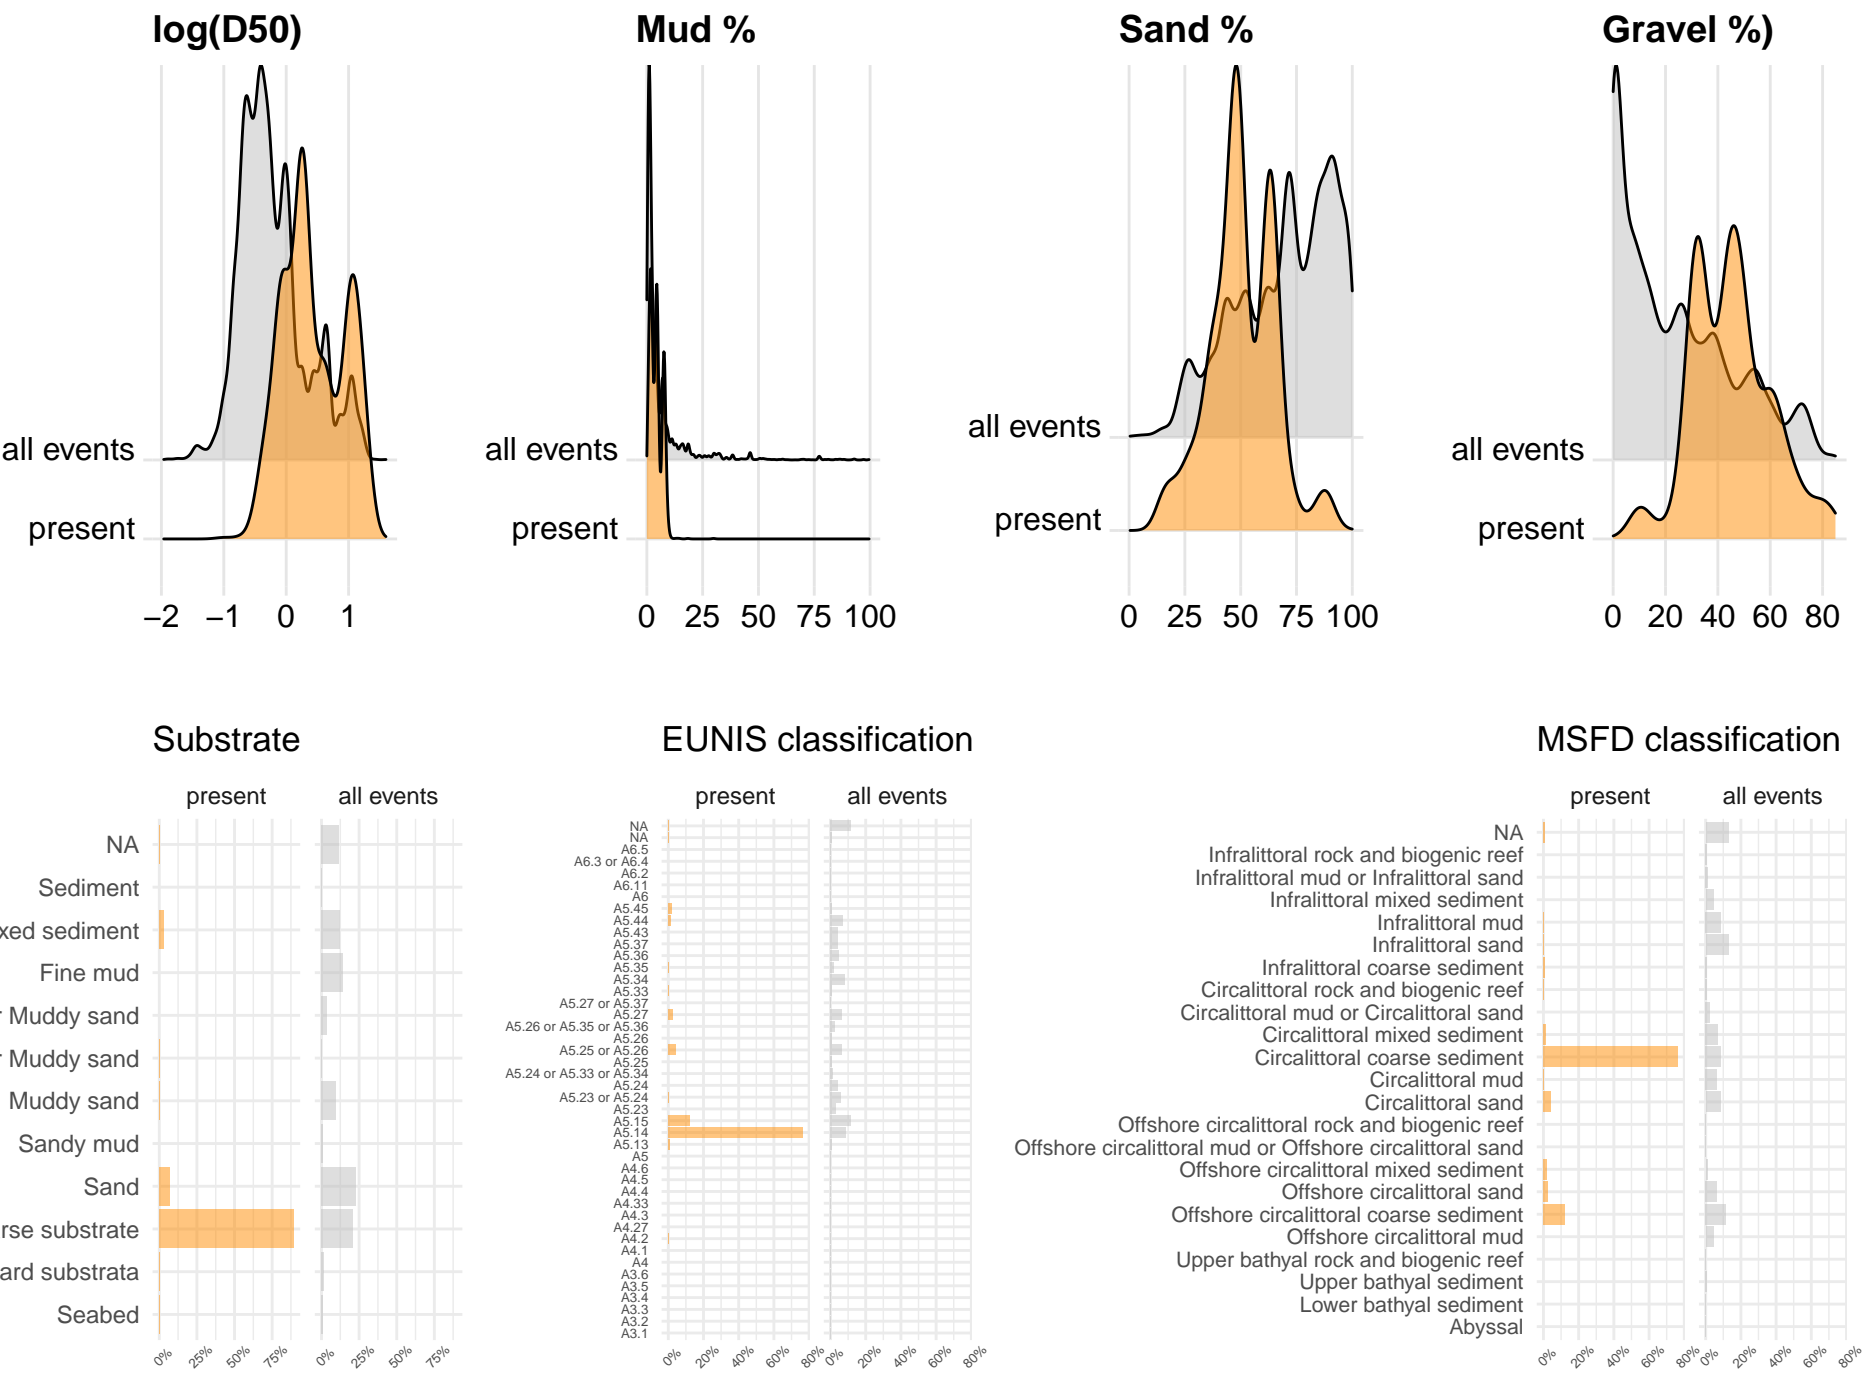 log(D50)
Mud %
Sand %
Gravel %)
all events
present
−2 −1 0 1
all events
present
0 25 50 75 100
all events
present
0 25 50 75 100
all events
present
0 20 40 60 80
Substrate
present all events
NA
Sediment
xed sediment
Fine mud
r Muddy sand
r Muddy sand
Muddy sand
Sandy mud
Sand
rse substrate
ard substrata
Seabed
0% 25% 50% 75% 0% 25% 50% 75%
EUNIS classification
present all events
NA
NA
A6.5
A6.3 or A6.4
A6.2
A6.11
A6
A5.45
A5.44
A5.43
A5.37
A5.36
A5.35
A5.34
A5.33
A5.27 or A5.37
A5.27
A5.26 or A5.35 or A5.36
A5.26
A5.25 or A5.26
A5.25
A5.24 or A5.33 or A5.34
A5.24
A5.23 or A5.24
A5.23
A5.15
A5.14
A5.13
A5
A4.6
A4.5
A4.4
A4.33
A4.3
A4.27
A4.2
A4.1
A4
A3.6
A3.5
A3.4
A3.3
A3.2
A3.1
0% 20% 40% 60% 80% 0% 20% 40% 60% 80%
MSFD classification
present all events
NA
Infralittoral rock and biogenic reef
Infralittoral mud or Infralittoral sand
Infralittoral mixed sediment
Infralittoral mud
Infralittoral sand
Infralittoral coarse sediment
Circalittoral rock and biogenic reef
Circalittoral mud or Circalittoral sand
Circalittoral mixed sediment
Circalittoral coarse sediment
Circalittoral mud
Circalittoral sand
Offshore circalittoral rock and biogenic reef
Offshore circalittoral mud or Offshore circalittoral sand
Offshore circalittoral mixed sediment
Offshore circalittoral sand
Offshore circalittoral coarse sediment
Offshore circalittoral mud
Upper bathyal rock and biogenic reef
Upper bathyal sediment
Lower bathyal sediment
Abyssal
0% 20% 40% 60% 80% 0% 20% 40% 60% 80%